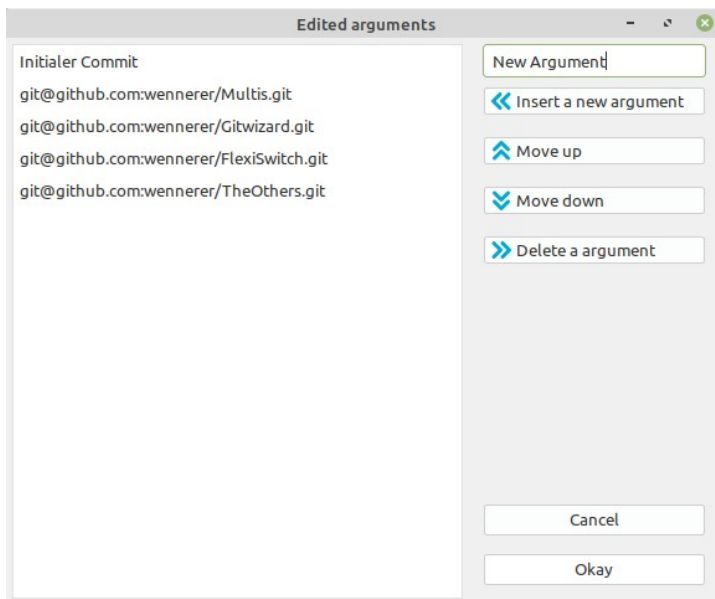 Edited arguments
Initialer Commit
git@github.com:wennerer/Multis.git
git@github.com:wennerer/Gitwizard.git
git@github.com:wennerer/FlexiSwitch.git
git@github.com:wennerer/TheOthers.git
New Argument
Insert a new argument
Move up
Move down
Delete a argument
Cancel
Okay